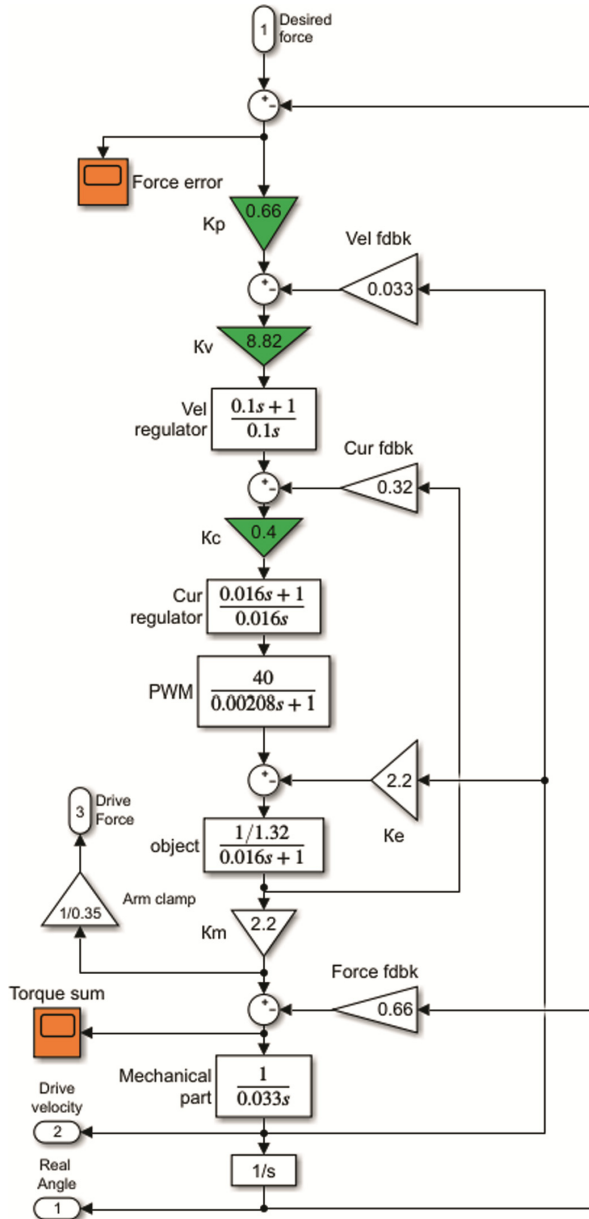 1
Desired
force
Force error
Kp
0.66
Vel fdbk
0.033
Kv
8.82
Vel
regulator
0.1s + 1
0.1s
Cur fdbk
0.32
Kc
0.4
Cur
regulator
0.016s + 1
0.016s
PWM
40
0.00208s + 1
2.2
Ke
3
Drive
Force
object
1/1.32
0.016s + 1
1/0.35
Arm clamp
Km
2.2
Force fdbk
0.66
Torque sum
Mechanical
part
1
0.033s
Drive
velocity
2
1/s
Real
Angle
1